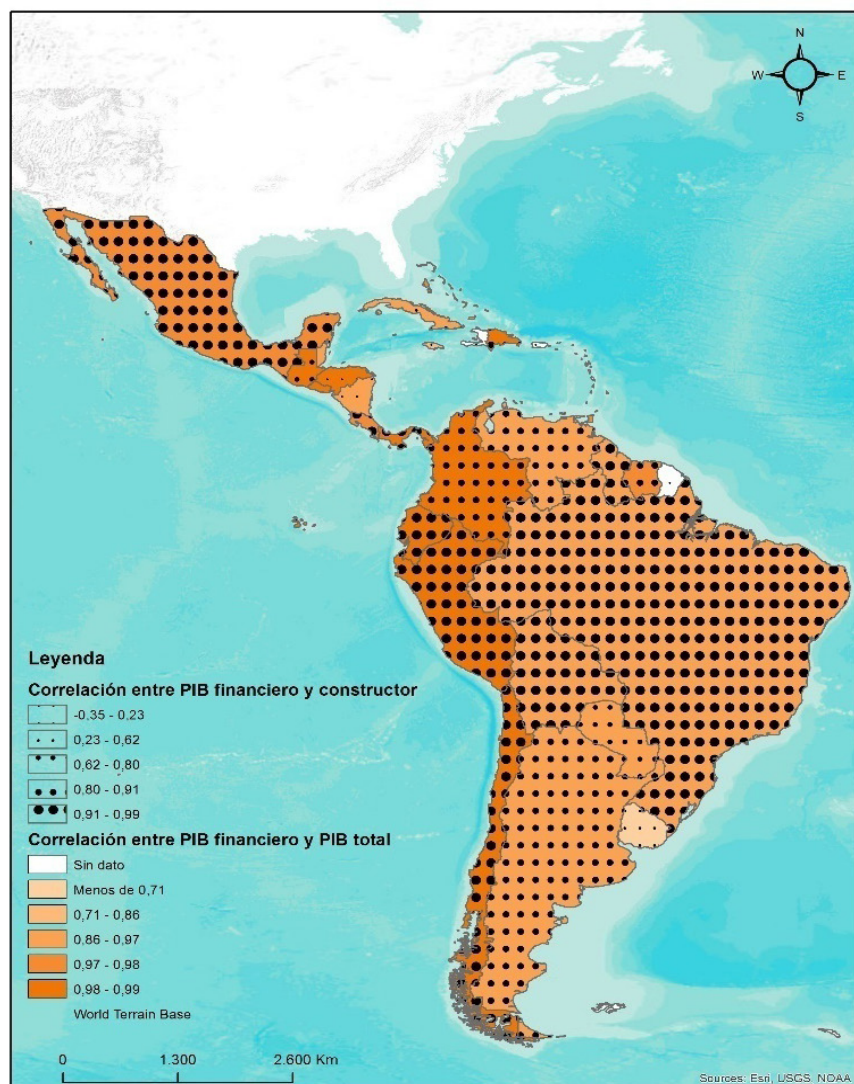 N
W E
S
Leyenda
Correlación entre PIB financiero y constructor
-0,35 - 0,23
0,23 - 0,62
0,62 - 0,80
0,80 - 0,91
0,91 - 0,99
Correlación entre PIB financiero y PIB total
Sin dato
Menos de 0,71
0,71 - 0,86
0,86 - 0,97
0,97 - 0,98
0,98 - 0,99
World Terrain Base
0 1.300 2.600 Km
Sources: Esri, USGS, NOAA